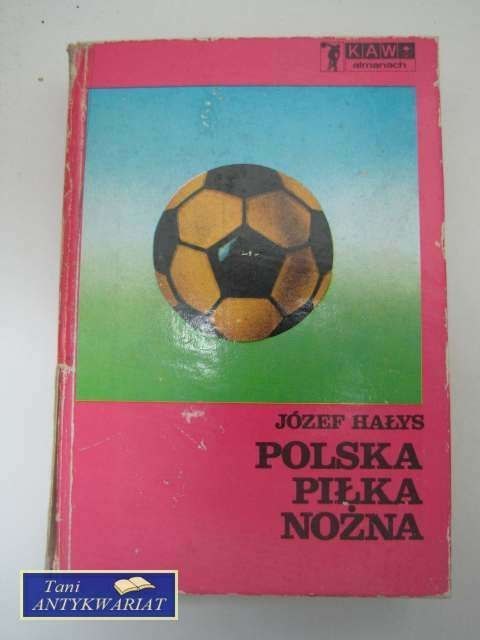 KAW
almanach
JÓZEF HAŁYS
POLSKA
PIŁKA
NOŻNA
Tani
ANTYKWARIAT